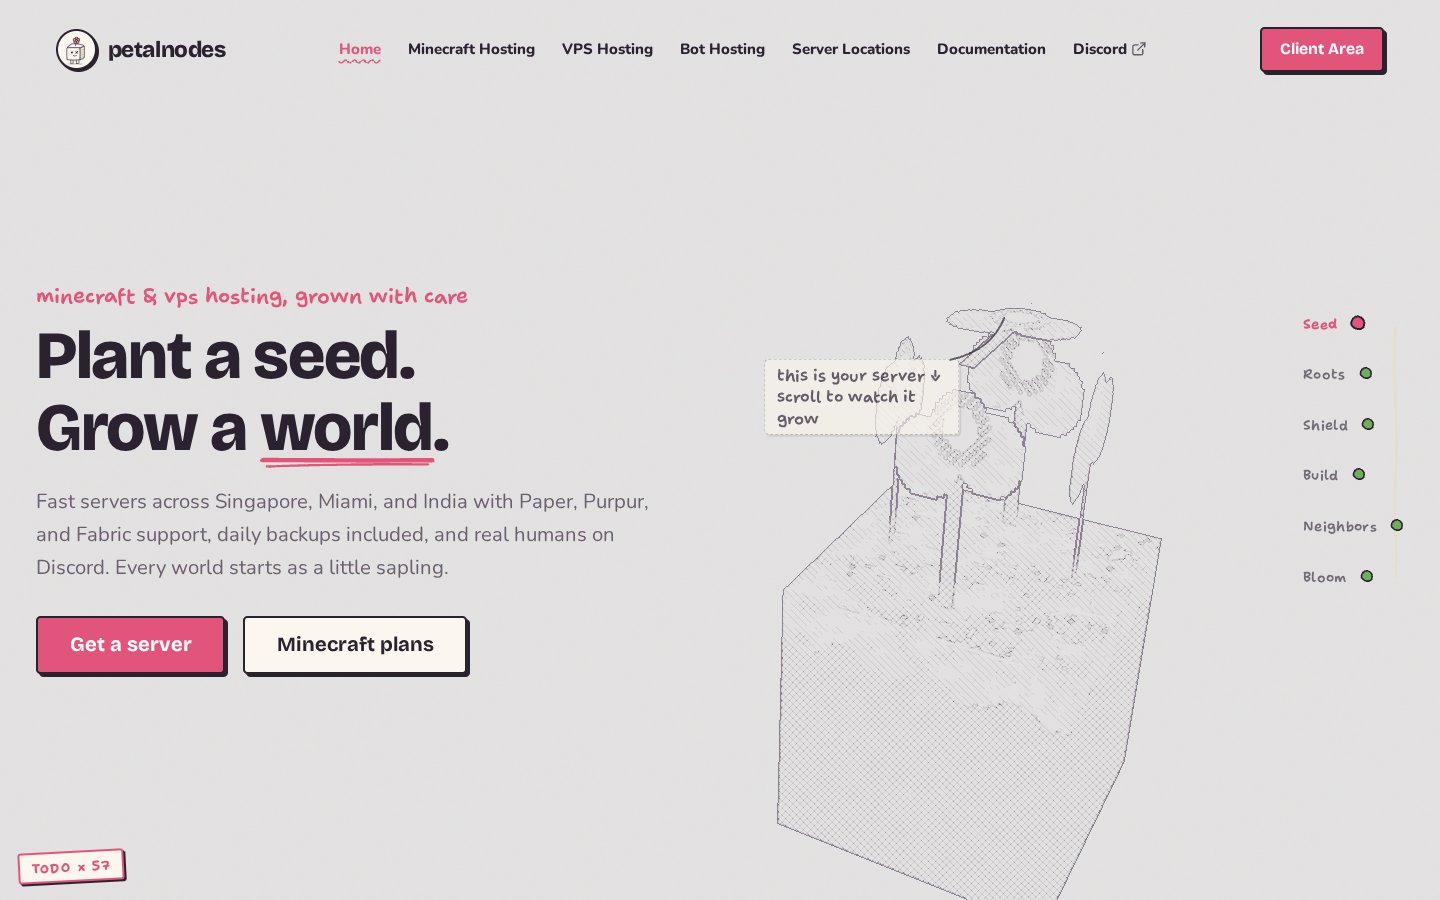 petalnodes
Home
Minecraft Hosting
VPS Hosting
Bot Hosting
Server Locations
Documentation
Discord
Client Area
minecraft & vps hosting, grown with care
Plant a seed.
Grow a world.
Fast servers across Singapore, Miami, and India with Paper, Purpur,
and Fabric support, daily backups included, and real humans on
Discord. Every world starts as a little sapling.
Get a server
Minecraft plans
this is your server ↓
scroll to watch it
grow
Seed
Roots
Shield
Build
Neighbors
Bloom
TODO x 57